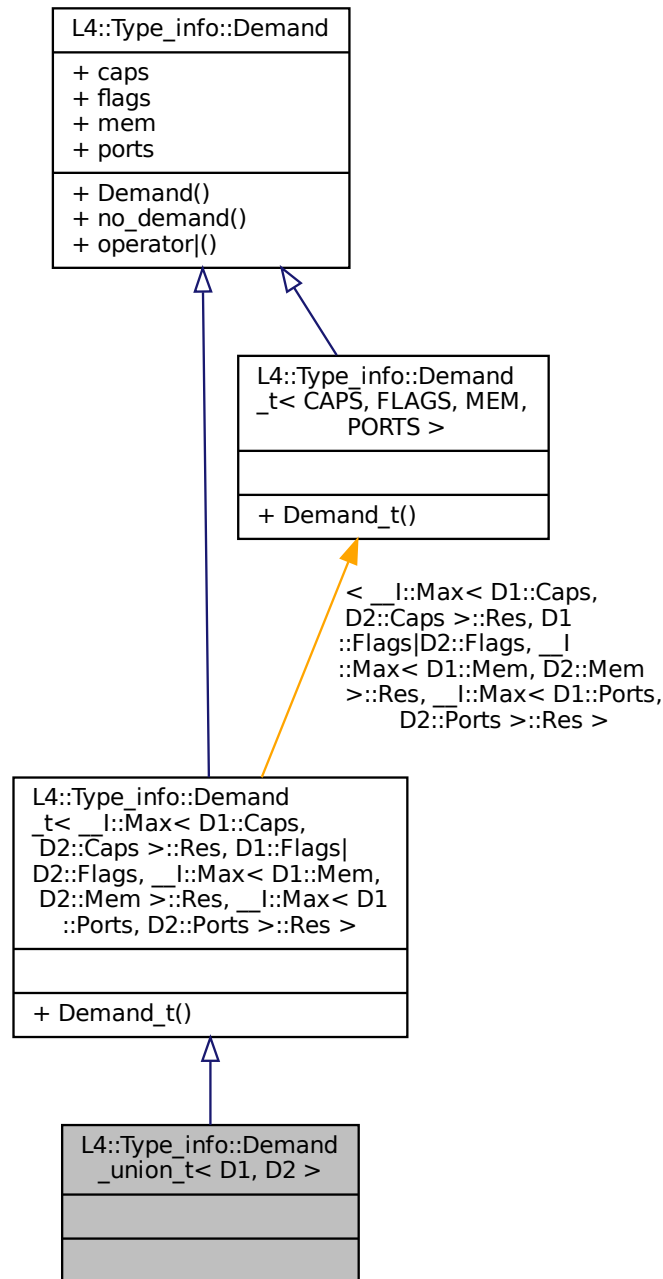 L4::Type_info::Demand
+ caps
+ flags
+ mem
+ ports
+ Demand()
+ no_demand()
+ operator|()
L4::Type_info::Demand
_t< CAPS, FLAGS, MEM,
PORTS >
+ Demand_t()
< __I::Max< D1::Caps,
D2::Caps >::Res, D1
::Flags|D2::Flags, __I
::Max< D1::Mem, D2::Mem
>::Res, __I::Max< D1::Ports,
D2::Ports >::Res >
L4::Type_info::Demand
_t< __I::Max< D1::Caps,
D2::Caps >::Res, D1::Flags|
D2::Flags, __I::Max< D1::Mem,
D2::Mem >::Res, __I::Max< D1
::Ports, D2::Ports >::Res >
+ Demand_t()
L4::Type_info::Demand
_union_t< D1, D2 >